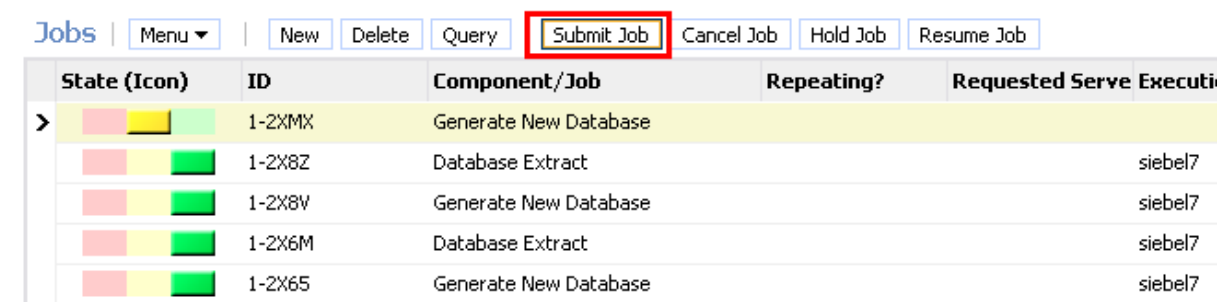 Jobs | Menu ▾ | New Delete Query Submit Job Cancel Job Hold Job Resume Job
State (Icon) ID Component/Job Repeating? Requested Serve Executi
1-2XMX Generate New Database
1-2X8Z Database Extract siebel7
1-2X8V Generate New Database siebel7
1-2X6M Database Extract siebel7
1-2X65 Generate New Database siebel7